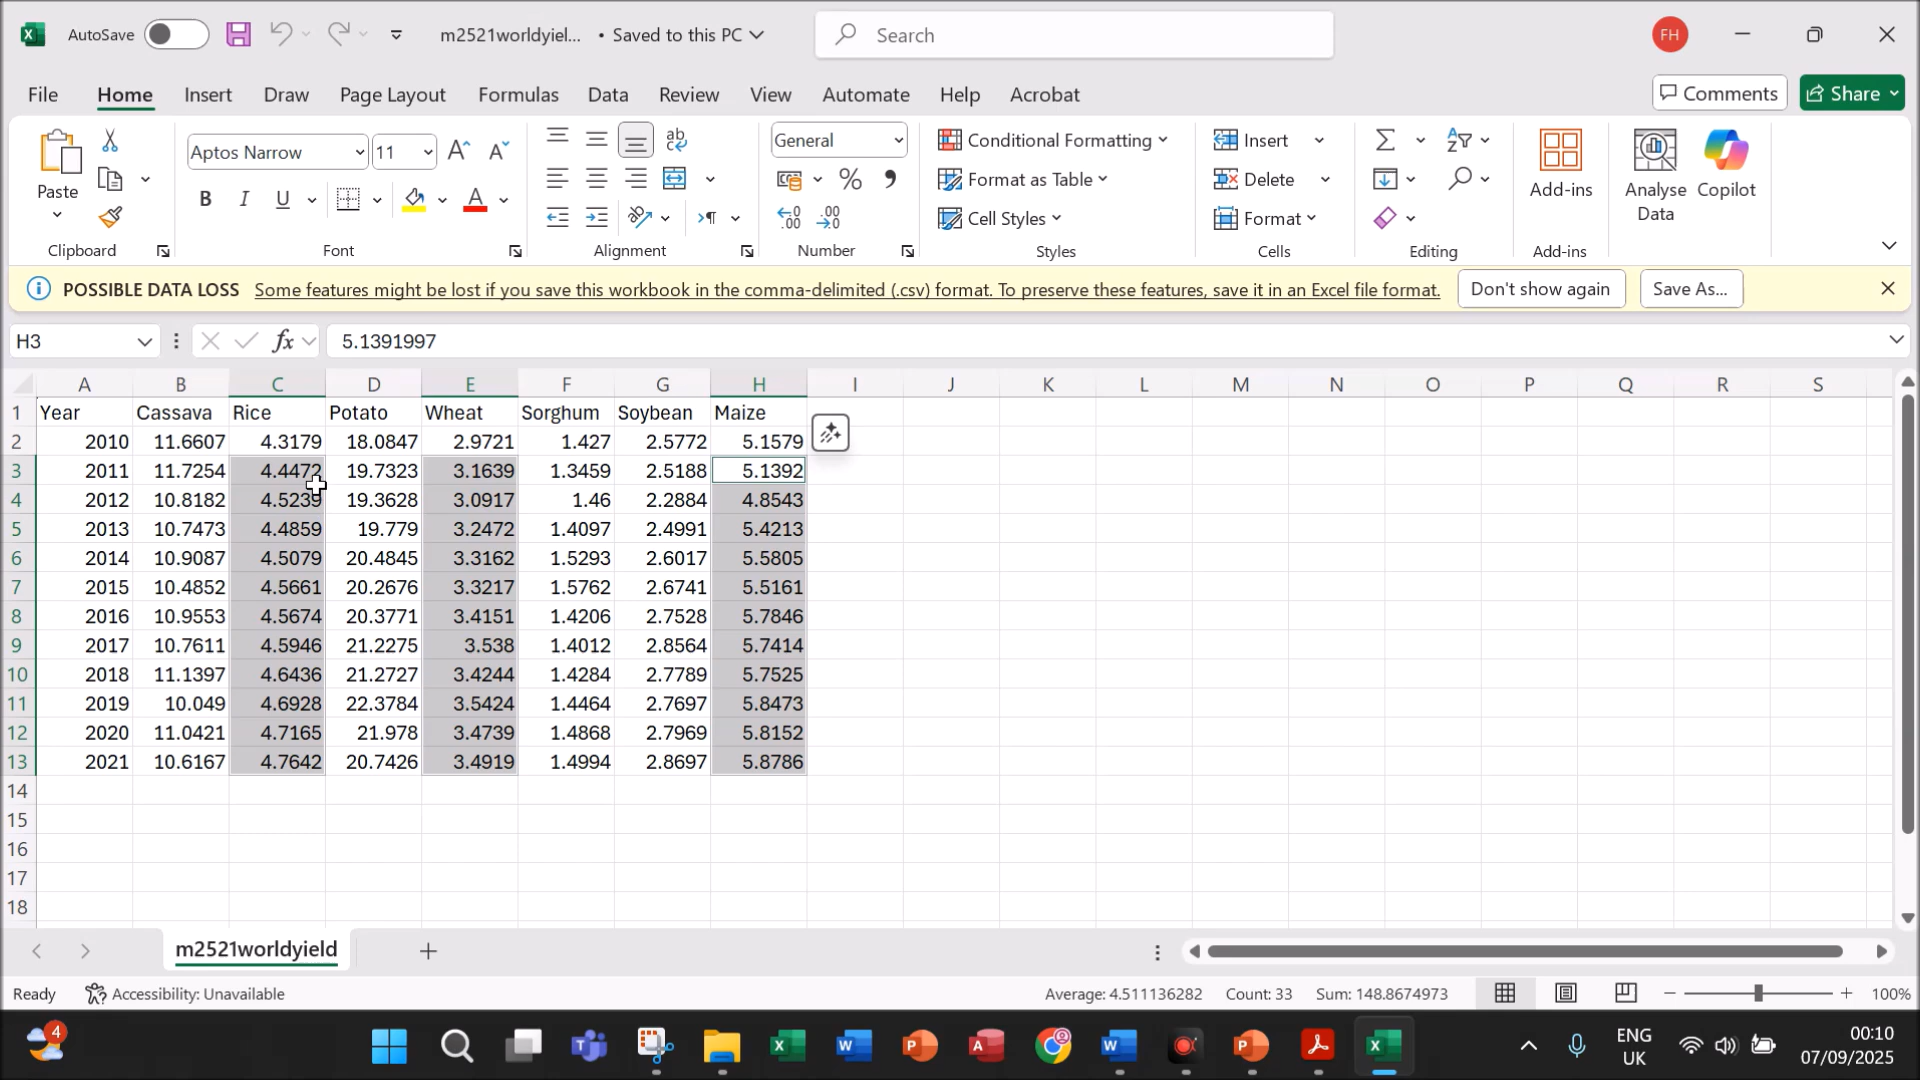 AutoSave m2521worldyiel... • Saved to this PC Search FH
File Home Insert Draw Page Layout Formulas Data Review View Automate Help Acrobat Comments Share
Paste Aptos Narrow 11 B I U ab General Conditional Formatting Format as Table Cell Styles Insert Delete Format Add-ins Analyse Data Copilot
Clipboard Font Alignment Number Styles Cells Editing Add-ins
POSSIBLE DATA LOSS Some features might be lost if you save this workbook in the comma-delimited (.csv) format. To preserve these features, save it in an Excel file format. Don't show again Save As...
H3 fx 5.1391997
A B C D E F G H I J K L M N O P Q R S
1 Year Cassava Rice Potato Wheat Sorghum Soybean Maize
2 2010 11.6607 4.3179 18.0847 2.9721 1.427 2.5772 5.1579
3 2011 11.7254 4.4472 19.7323 3.1639 1.3459 2.5188 5.1392
4 2012 10.8182 4.5239 19.3628 3.0917 1.46 2.2884 4.8543
5 2013 10.7473 4.4859 19.779 3.2472 1.4097 2.4991 5.4213
6 2014 10.9087 4.5079 20.4845 3.3162 1.5293 2.6017 5.5805
7 2015 10.4852 4.5661 20.2676 3.3217 1.5762 2.6741 5.5161
8 2016 10.9553 4.5674 20.3771 3.4151 1.4206 2.7528 5.7846
9 2017 10.7611 4.5946 21.2275 3.538 1.4012 2.8564 5.7414
10 2018 11.1397 4.6436 21.2727 3.4244 1.4284 2.7789 5.7525
11 2019 10.049 4.6928 22.3784 3.5424 1.4464 2.7697 5.8473
12 2020 11.0421 4.7165 21.978 3.4739 1.4868 2.7969 5.8152
13 2021 10.6167 4.7642 20.7426 3.4919 1.4994 2.8697 5.8786
14
15
16
17
18
m2521worldyield
Ready Accessibility: Unavailable Average: 4.511136282 Count: 33 Sum: 148.8674973 100%
4 ENG UK 00:10 07/09/2025